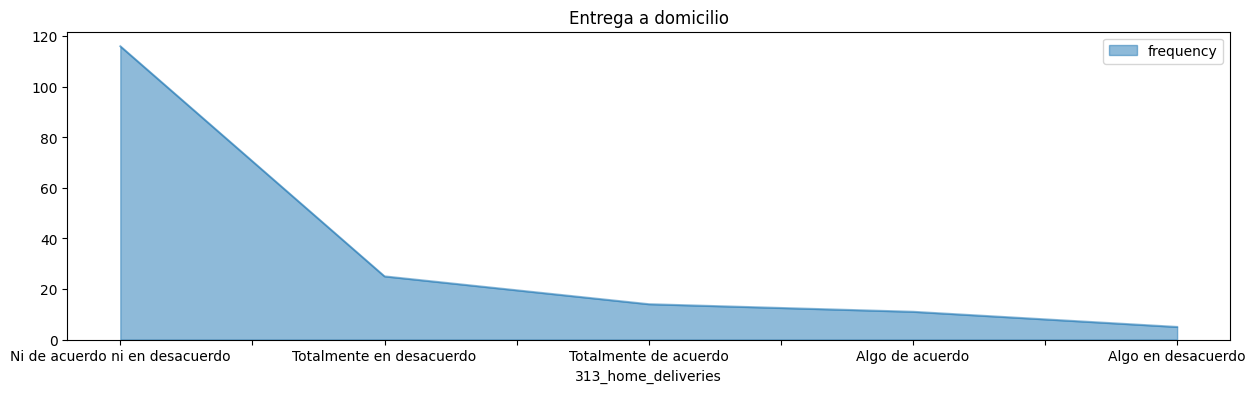 Entrega a domicilio
frequency
120
100
80
60
40
20
0
Ni de acuerdo ni en desacuerdo Totalmente en desacuerdo Totalmente de acuerdo Algo de acuerdo Algo en desacuerdo
313_home_deliveries